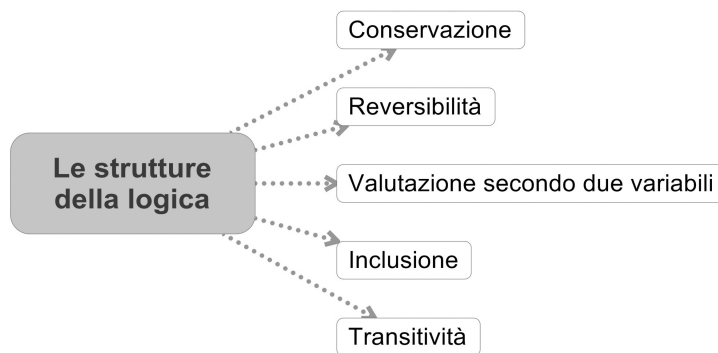 Conservazione
Reversibilità
Le strutture
della logica
Valutazione secondo due variabili
Inclusione
Transitività